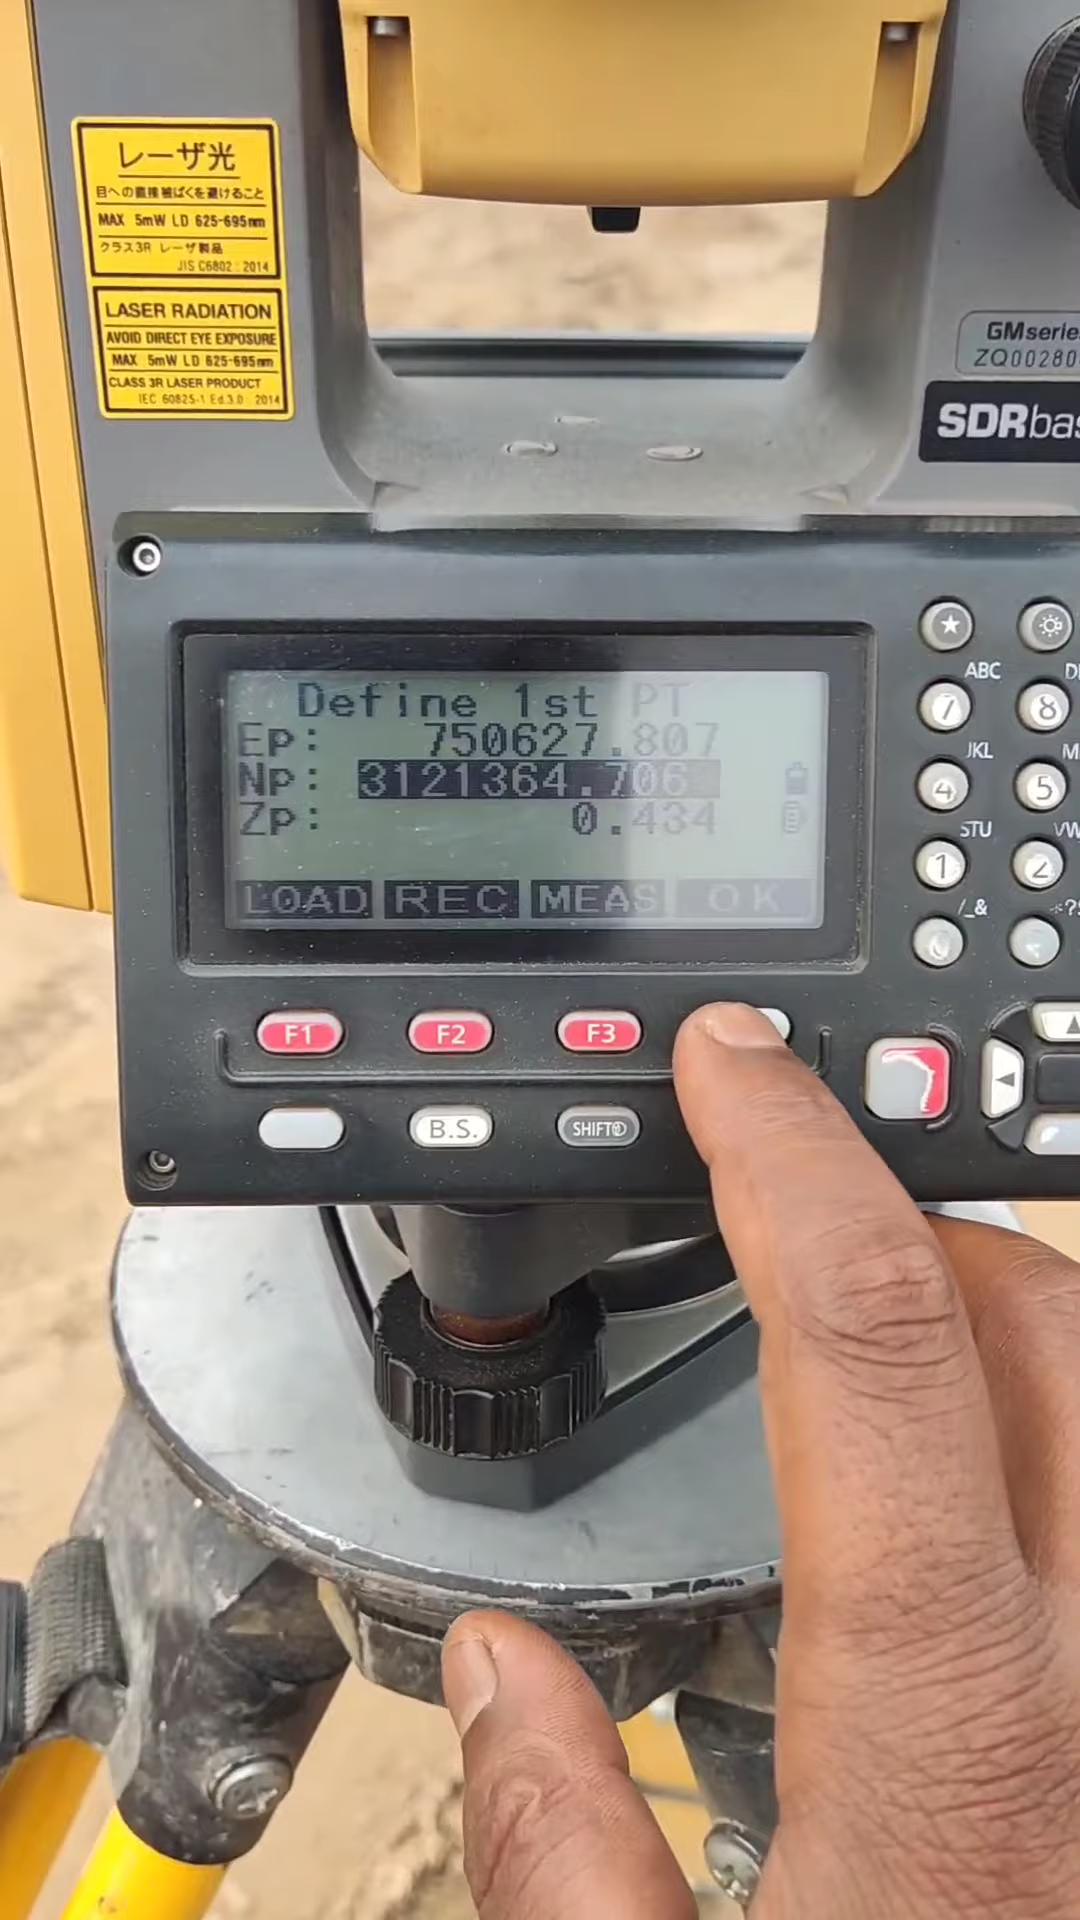 レーザ光
目への直接被ばくを避けること
MAX 5mW LD 625-695nm
クラス3R レーザ製品
JIS C6802 : 2014
LASER RADIATION
AVOID DIRECT EYE EXPOSURE
MAX 5mW LD 625-695nm
CLASS 3R LASER PRODUCT
IEC 60825-1 Ed.3.0 : 2014
GMserie
ZQ00280
SDRbas
Define 1st PT
Ep: 750627.807
Np: 3121364.706
Zp: 0.434
LOAD REC MEAS OK
ABC
7 8
JKL
4 5
STU
1 2
/_&
F1 F2 F3
B.S. SHIFT